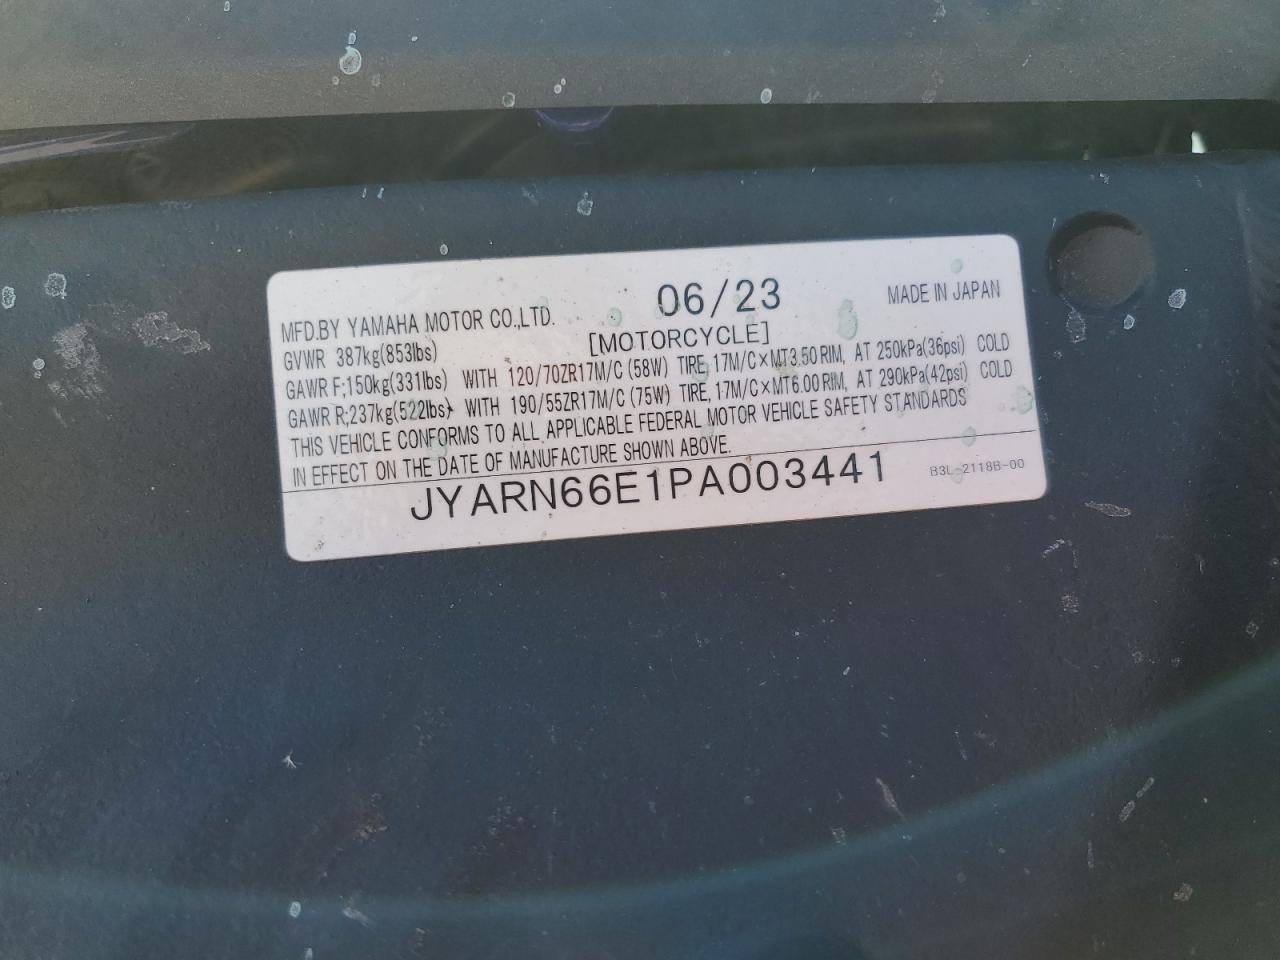 06/23
MADE IN JAPAN
MFD.BY YAMAHA MOTOR CO.,LTD.
[MOTORCYCLE]
GVWR 387kg(853lbs)
GAWR F;150kg(331lbs) WITH 120/70ZR17M/C (58W) TIRE, 17M/C×MT3.50 RIM, AT 250kPa(36psi) COLD
GAWR R;237kg(522lbs) WITH 190/55ZR17M/C (75W) TIRE, 17M/C×MT6.00 RIM, AT 290kPa(42psi) COLD
THIS VEHICLE CONFORMS TO ALL APPLICABLE FEDERAL MOTOR VEHICLE SAFETY STANDARDS
IN EFFECT ON THE DATE OF MANUFACTURE SHOWN ABOVE.
JYARN66E1PA003441
B3L-2118B-00